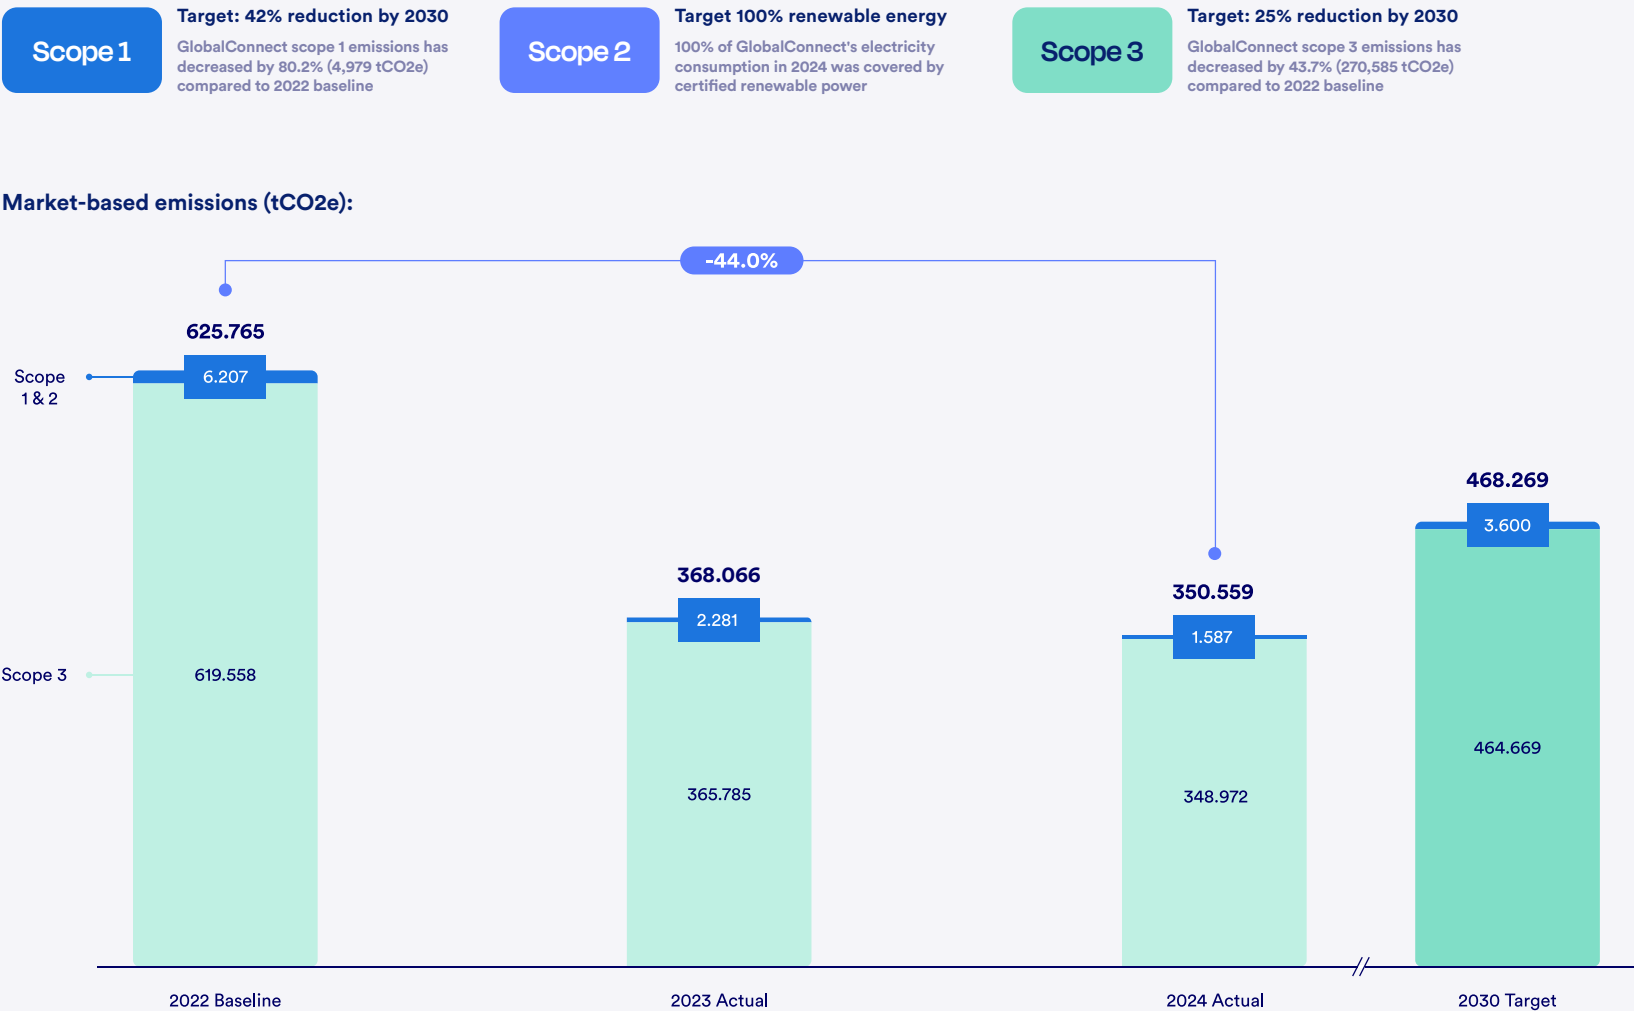 Scope 1
Target: 42% reduction by 2030
GlobalConnect scope 1 emissions has
decreased by 80.2% (4,979 tCO2e)
compared to 2022 baseline
Scope 2
Target 100% renewable energy
100% of GlobalConnect's electricity
consumption in 2024 was covered by
certified renewable power
Scope 3
Target: 25% reduction by 2030
GlobalConnect scope 3 emissions has
decreased by 43.7% (270,585 tCO2e)
compared to 2022 baseline
Market-based emissions (tCO2e):
-44.0%
625.765
Scope
1 & 2
6.207
468.269
3.600
368.066
2.281
350.559
1.587
Scope 3
619.558
464.669
365.785
348.972
2022 Baseline
2023 Actual
2024 Actual
2030 Target